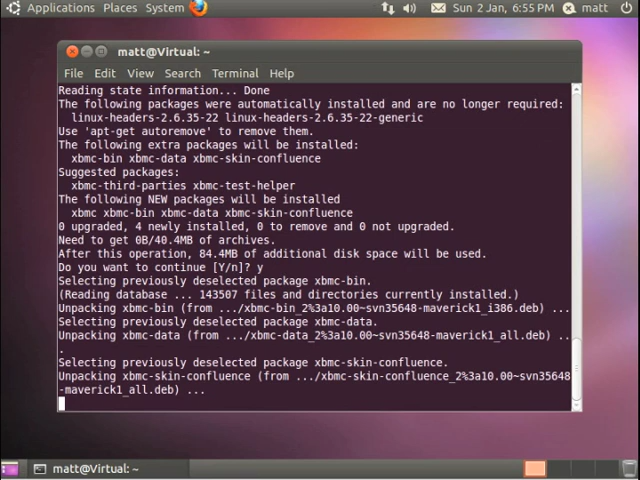 Applications Places System Sun 2 Jan, 6:55 PM matt
matt@Virtual: ~
File Edit View Search Terminal Help
Reading state information... Done
The following packages were automatically installed and are no longer required:
linux-headers-2.6.35-22 linux-headers-2.6.35-22-generic
Use 'apt-get autoremove' to remove them.
The following extra packages will be installed:
xbmc-bin xbmc-data xbmc-skin-confluence
Suggested packages:
xbmc-third-parties xbmc-test-helper
The following NEW packages will be installed
xbmc xbmc-bin xbmc-data xbmc-skin-confluence
0 upgraded, 4 newly installed, 0 to remove and 0 not upgraded.
Need to get 0B/40.4MB of archives.
After this operation, 84.4MB of additional disk space will be used.
Do you want to continue [Y/n]? y
Selecting previously deselected package xbmc-bin.
(Reading database ... 143507 files and directories currently installed.)
Unpacking xbmc-bin (from .../xbmc-bin_2%3a10.00~svn35648-maverick1_i386.deb) ...
Selecting previously deselected package xbmc-data.
Unpacking xbmc-data (from .../xbmc-data_2%3a10.00~svn35648-maverick1_all.deb) ..
.
Selecting previously deselected package xbmc-skin-confluence.
Unpacking xbmc-skin-confluence (from .../xbmc-skin-confluence_2%3a10.00~svn35648
-maverick1_all.deb) ...
matt@Virtual: ~